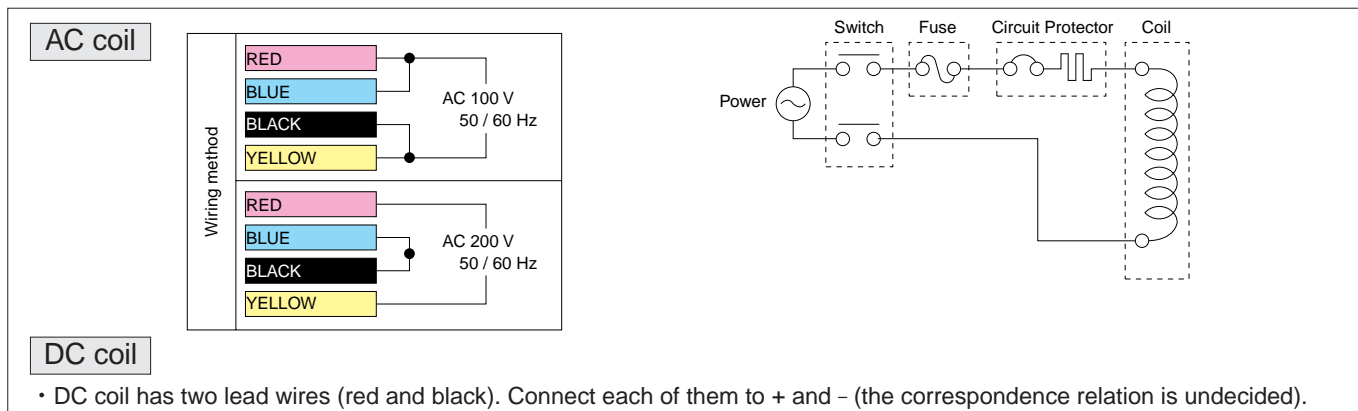 AC coil
Wiring method
RED
BLUE
BLACK
YELLOW
AC 100 V
50 / 60 Hz
RED
BLUE
BLACK
YELLOW
AC 200 V
50 / 60 Hz
Switch
Fuse
Circuit Protector
Coil
Power
DC coil
・DC coil has two lead wires (red and black). Connect each of them to + and − (the correspondence relation is undecided).